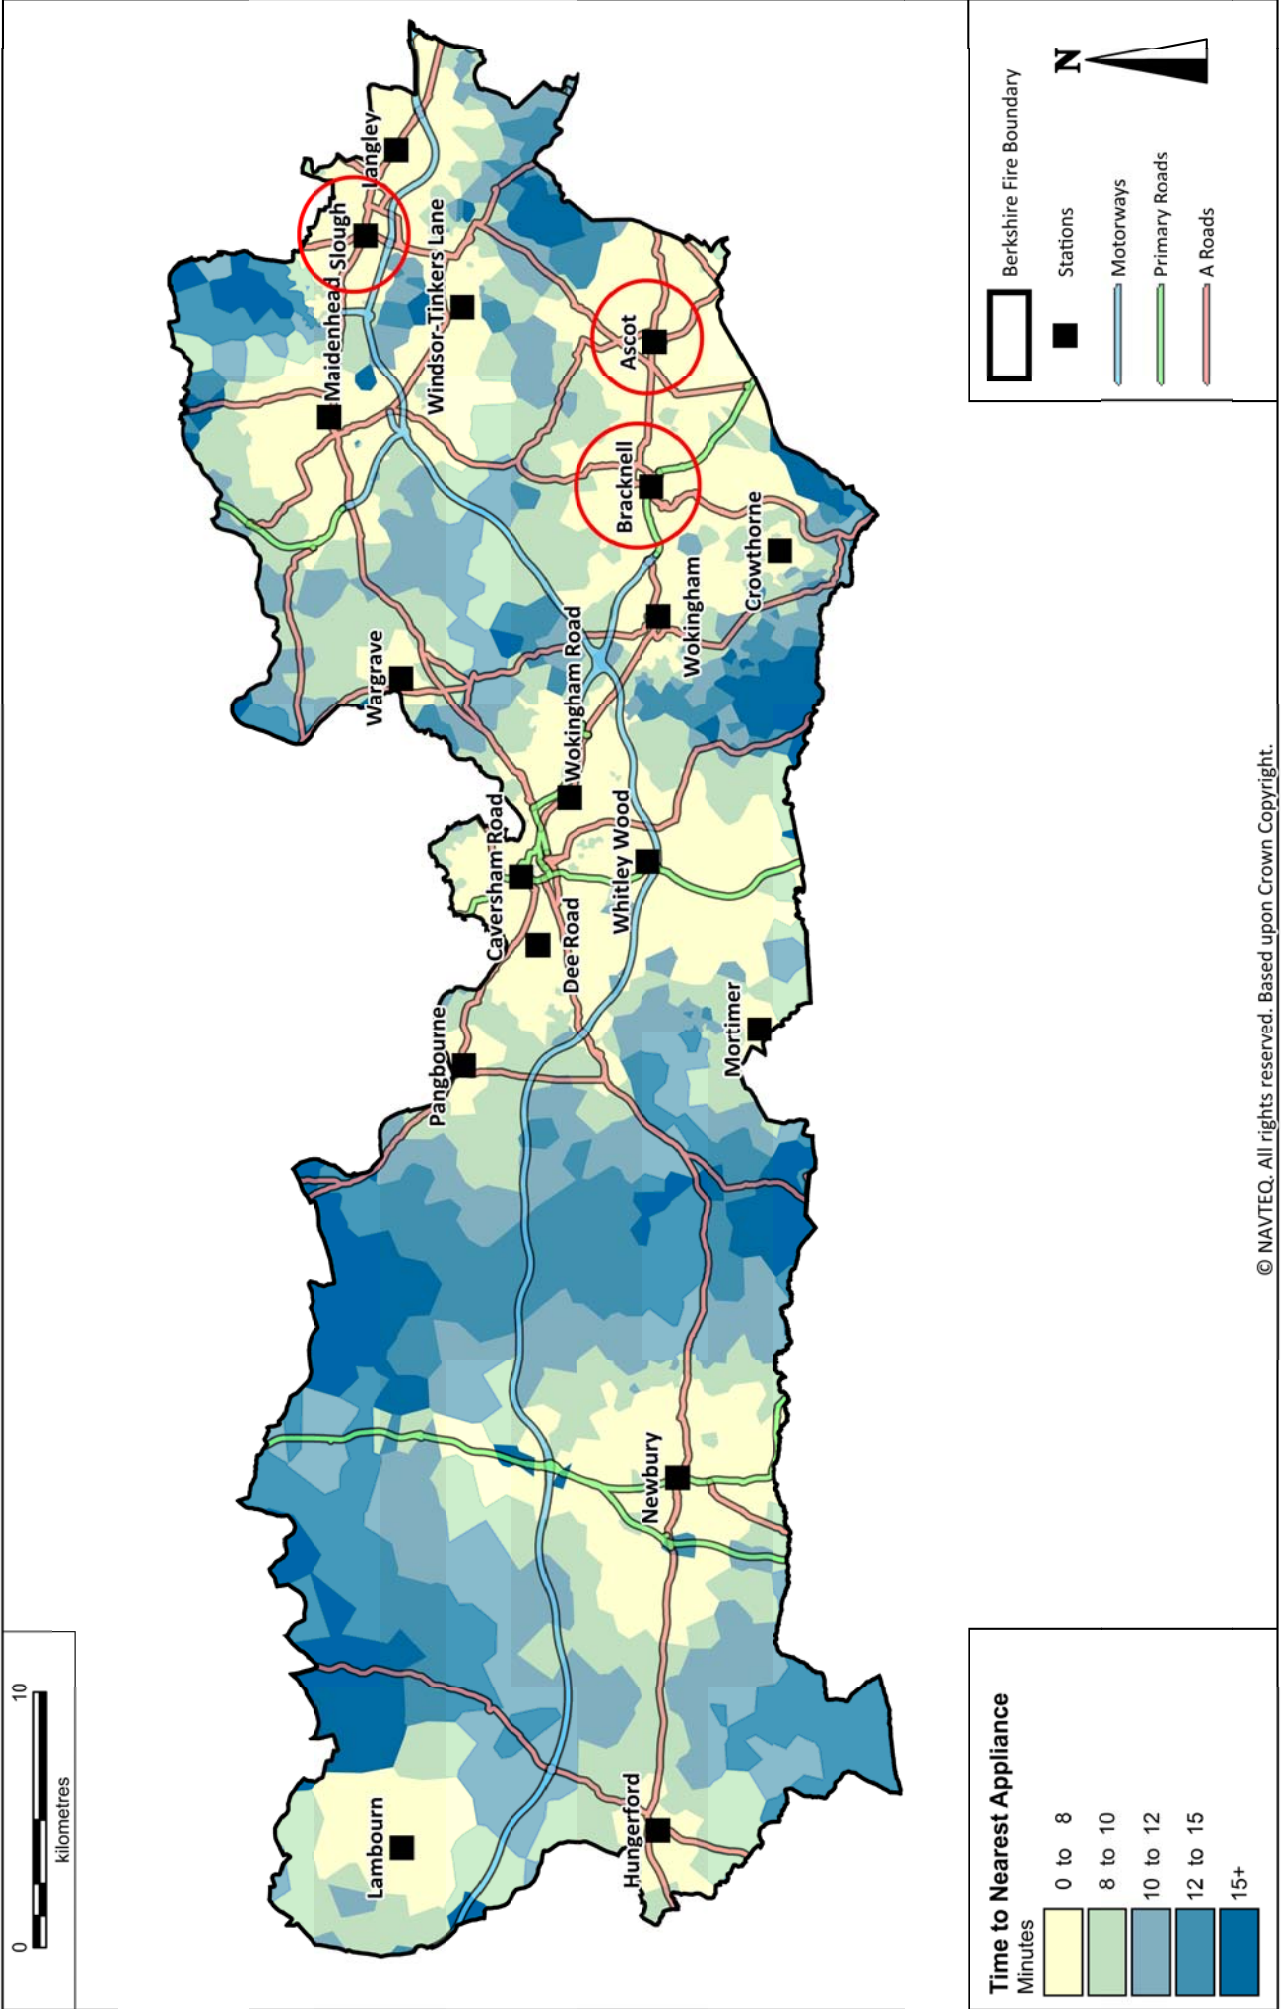 0 10
kilometres
Lambourn
Hungerford
Newbury
Pangbourne
Mortimer
Dee Road
Caversham Road
Whitley Wood
Wokingham Road
Wargrave
Wokingham
Crowthorne
Bracknell
Ascot
Maidenhead
Slough
Windsor-Tinkers Lane
Langley
Time to Nearest Appliance
Minutes
0 to 8
8 to 10
10 to 12
12 to 15
15+
Berkshire Fire Boundary
Stations
Motorways
Primary Roads
A Roads
N
© NAVTEQ. All rights reserved. Based upon Crown Copyright.